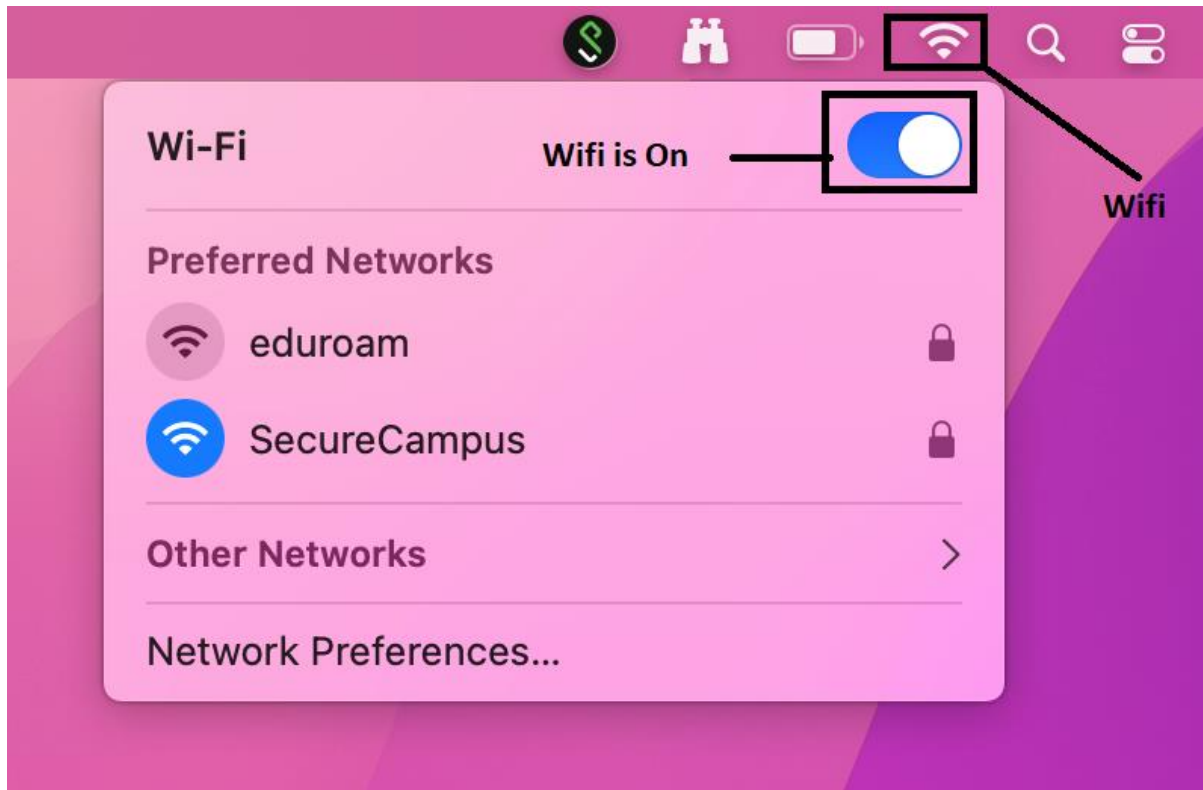 Wi-Fi
Wifi is On
Wifi
Preferred Networks
eduroam
SecureCampus
Other Networks
Network Preferences...